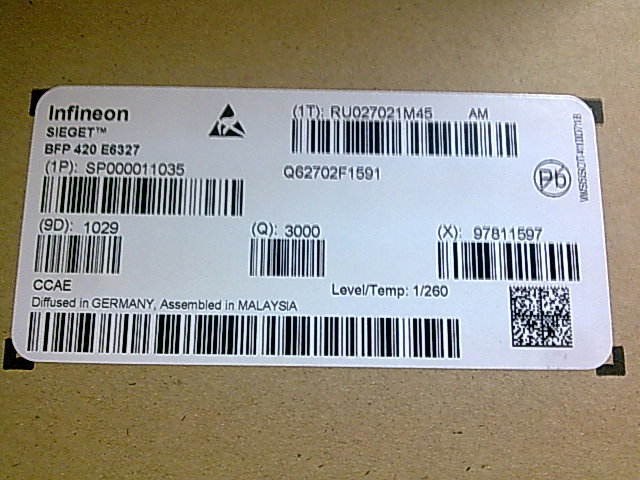 Infineon
SIEGET™
BFP 420 E6327
(1P): SP000011035
(1T): RU027021M45 AM
Q62702F1591
Pb
(9D): 1029
(Q): 3000
(X): 97811597
CCAE
Level/Temp: 1/260
Diffused in GERMANY, Assembled in MALAYSIA